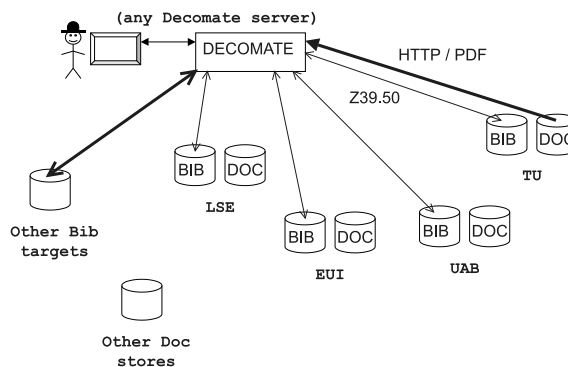 (any Decomate server)
DECOMATE
HTTP / PDF
Z39.50
BIB DOC
TU
BIB DOC
LSE
Other Bib
targets
BIB DOC
EUI
BIB DOC
UAB
Other Doc
stores